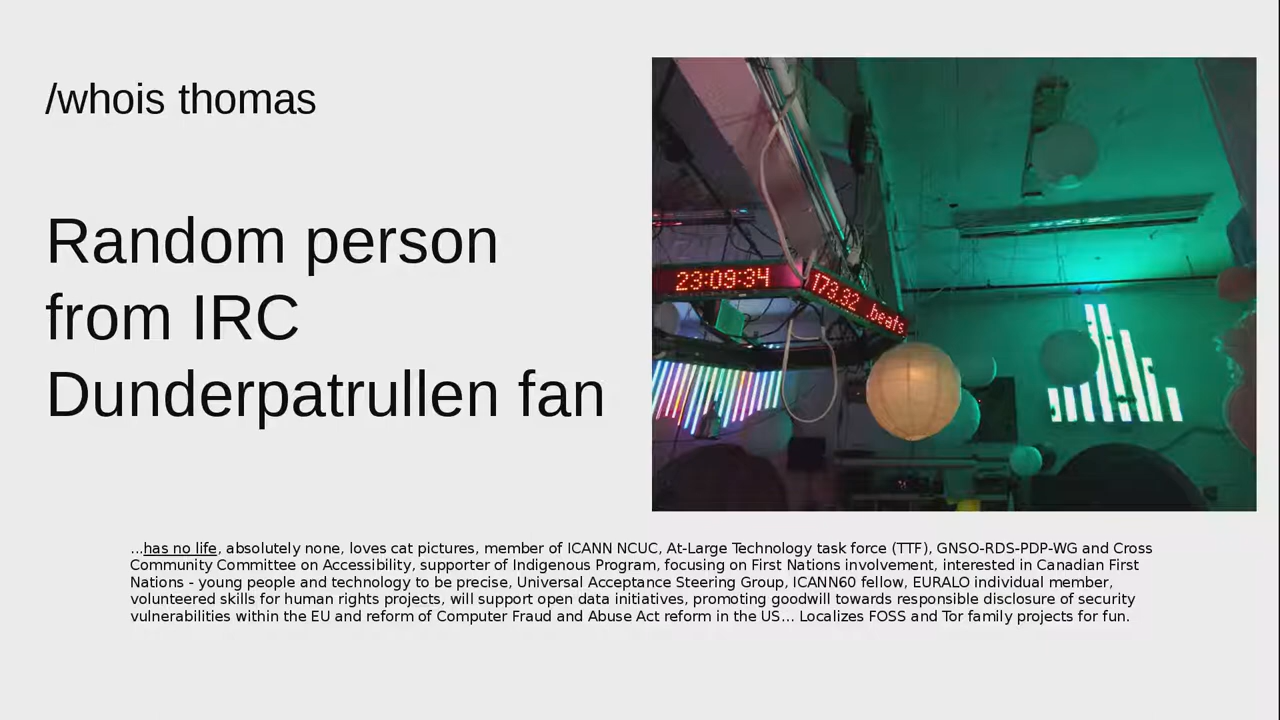 /whois thomas
Random person
from IRC
Dunderpatrullen fan
23:09:34
173.32 .beats
...has no life, absolutely none, loves cat pictures, member of ICANN NCUC, At-Large Technology task force (TTF), GNSO-RDS-PDP-WG and Cross
Community Committee on Accessibility, supporter of Indigenous Program, focusing on First Nations involvement, interested in Canadian First
Nations - young people and technology to be precise, Universal Acceptance Steering Group, ICANN60 fellow, EURALO individual member,
volunteered skills for human rights projects, will support open data initiatives, promoting goodwill towards responsible disclosure of security
vulnerabilities within the EU and reform of Computer Fraud and Abuse Act reform in the US... Localizes FOSS and Tor family projects for fun.